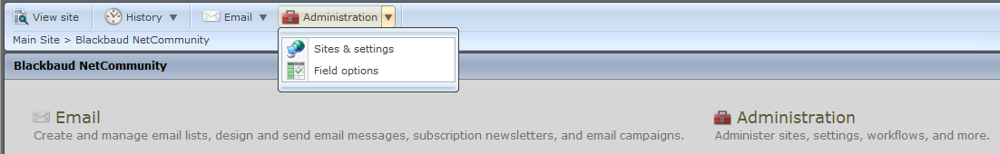 View site History Email Administration
Main Site > Blackbaud NetCommunity
Sites & settings
Field options
Blackbaud NetCommunity
Email
Create and manage email lists, design and send email messages, subscription newsletters, and email campaigns.
Administration
Administer sites, settings, workflows, and more.